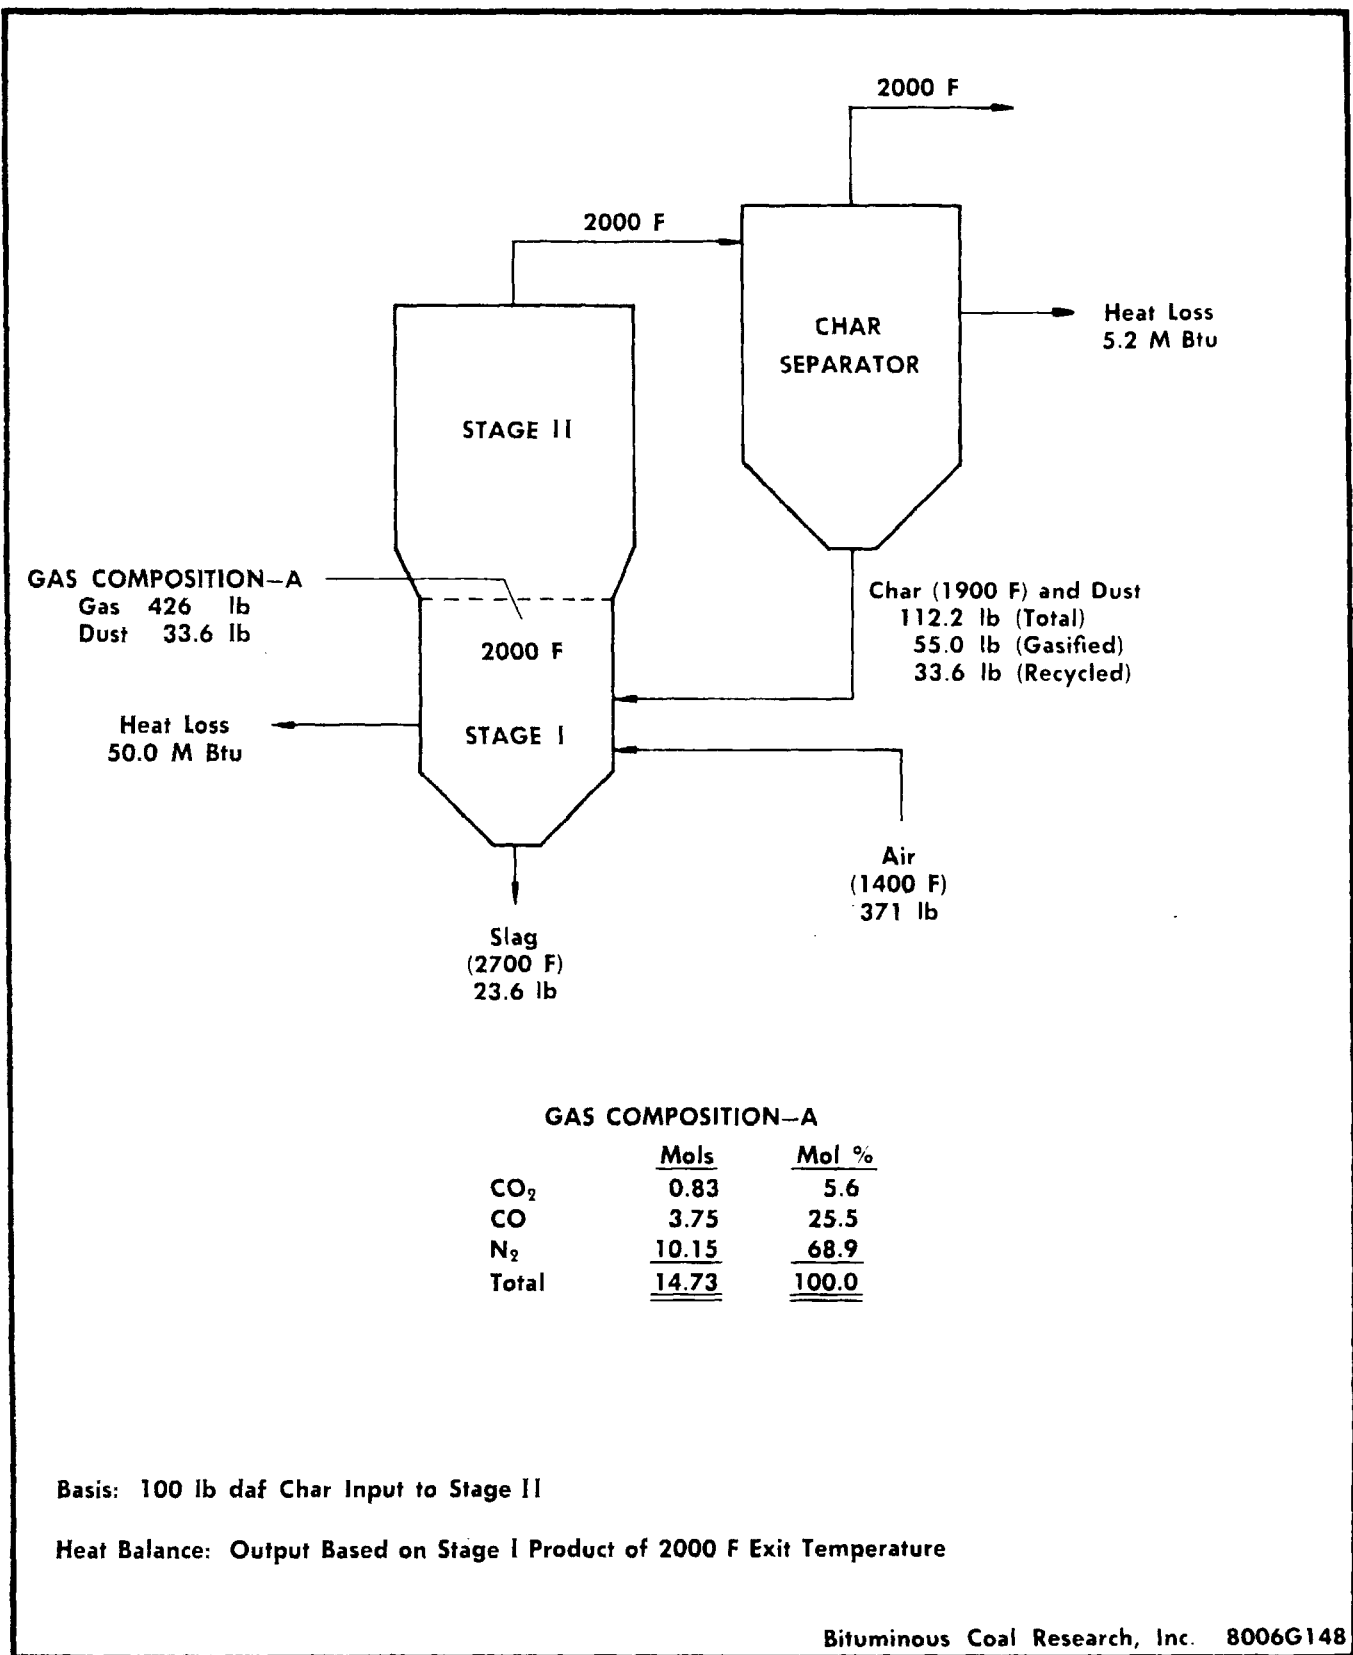 2000 F
2000 F
CHAR
SEPARATOR
Heat Loss
5.2 M Btu
STAGE II
GAS COMPOSITION—A
Gas 426 lb
Dust 33.6 lb
2000 F
Char (1900 F) and Dust
112.2 lb (Total)
55.0 lb (Gasified)
33.6 lb (Recycled)
Heat Loss
50.0 M Btu
STAGE I
Air
(1400 F)
371 lb
Slag
(2700 F)
23.6 lb
GAS COMPOSITION—A
Mols Mol %
CO₂ 0.83 5.6
CO 3.75 25.5
N₂ 10.15 68.9
Total 14.73 100.0
Basis: 100 lb daf Char Input to Stage II
Heat Balance: Output Based on Stage I Product of 2000 F Exit Temperature
Bituminous Coal Research, Inc. 8006G148